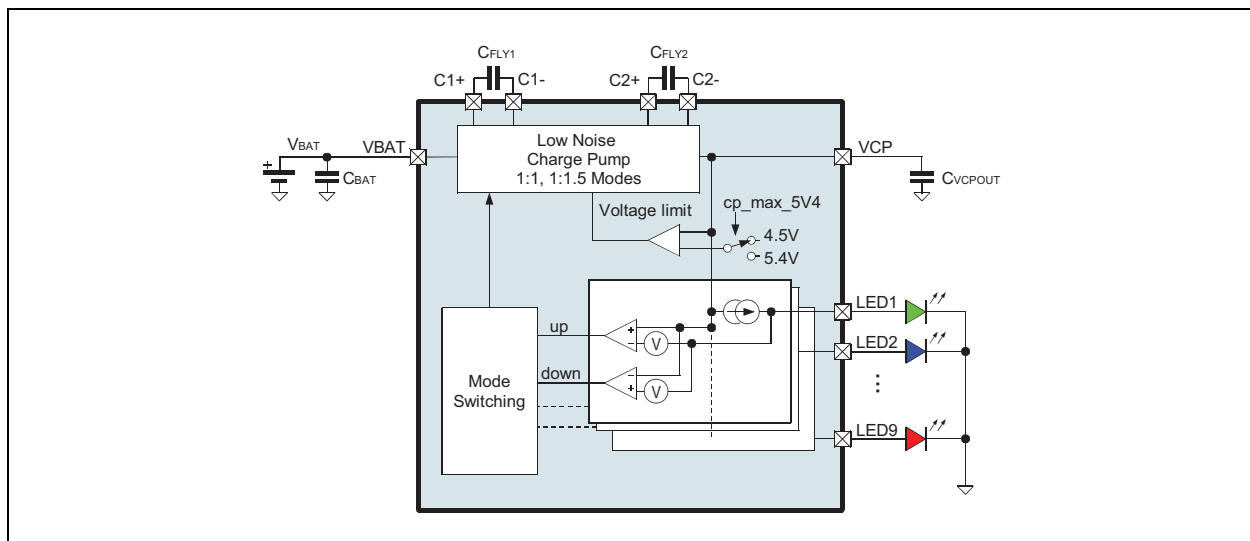 CFLY1
CFLY2
C1+
C1-
C2+
C2-
VBAT
VBAT
Low Noise
Charge Pump
1:1, 1:1.5 Modes
VCP
+
CBAT
CVCPOUT
Voltage limit
cp_max_5V4
4.5V
5.4V
LED1
up
+
-
V
LED2
down
-
+
V
Mode
Switching
...
LED9